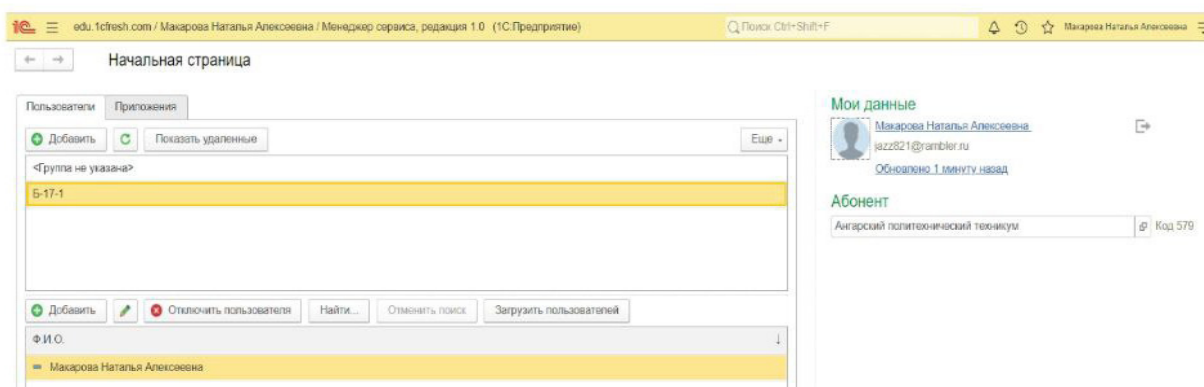 1С edu.1cfresh.com / Макарова Наталья Алексеевна / Менеджер сервиса, редакция 1.0 (1С:Предприятие) Поиск Ctrl+Shift+F Макарова Наталья Алексеевна
Начальная страница
Пользователи Приложения
Добавить Показать удаленные Еще
<Группа не указана>
Б-17-1
Добавить Отключить пользователя Найти... Отменить поиск Загрузить пользователей
Ф.И.О.
Макарова Наталья Алексеевна
Мои данные
Макарова Наталья Алексеевна
jazz821@rambler.ru
Обновлено 1 минуту назад
Абонент
Ангарский политехнический техникум Код 579